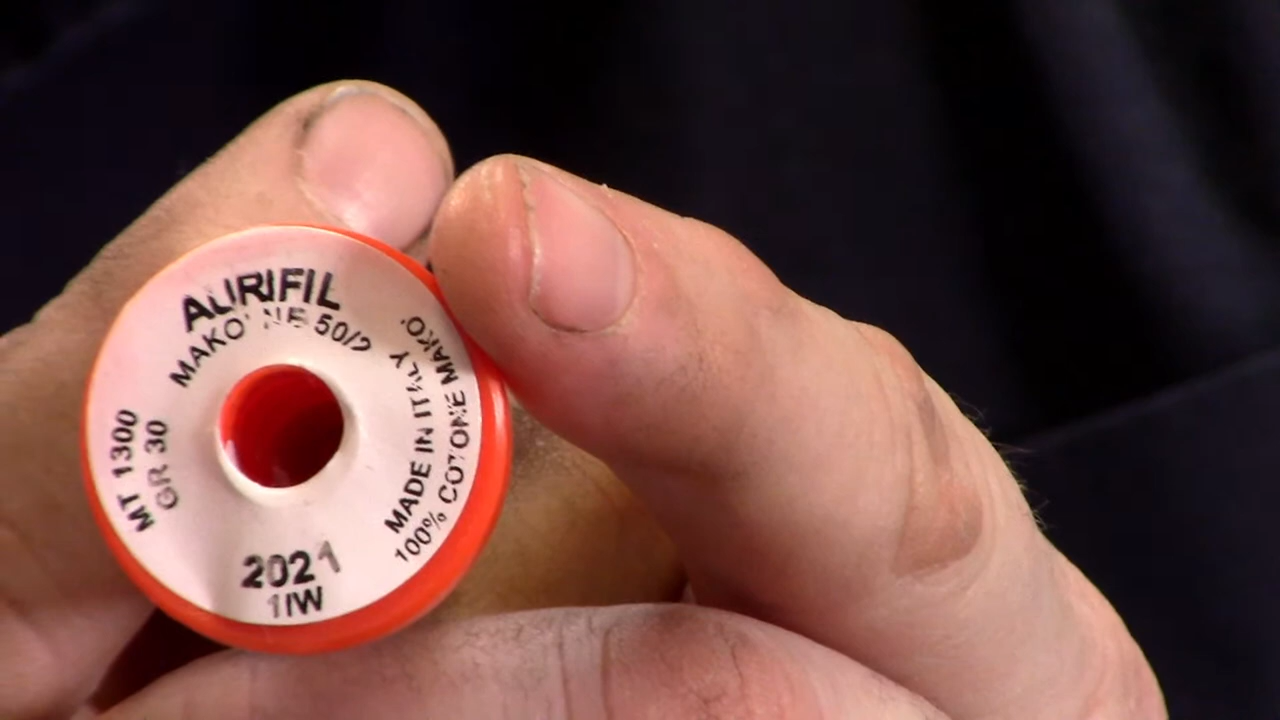 AURIFIL
MAKO' NE 50/2
MT 1300
GR 30
MADE IN ITALY
100% COTONE MAKO'
2021
1IW